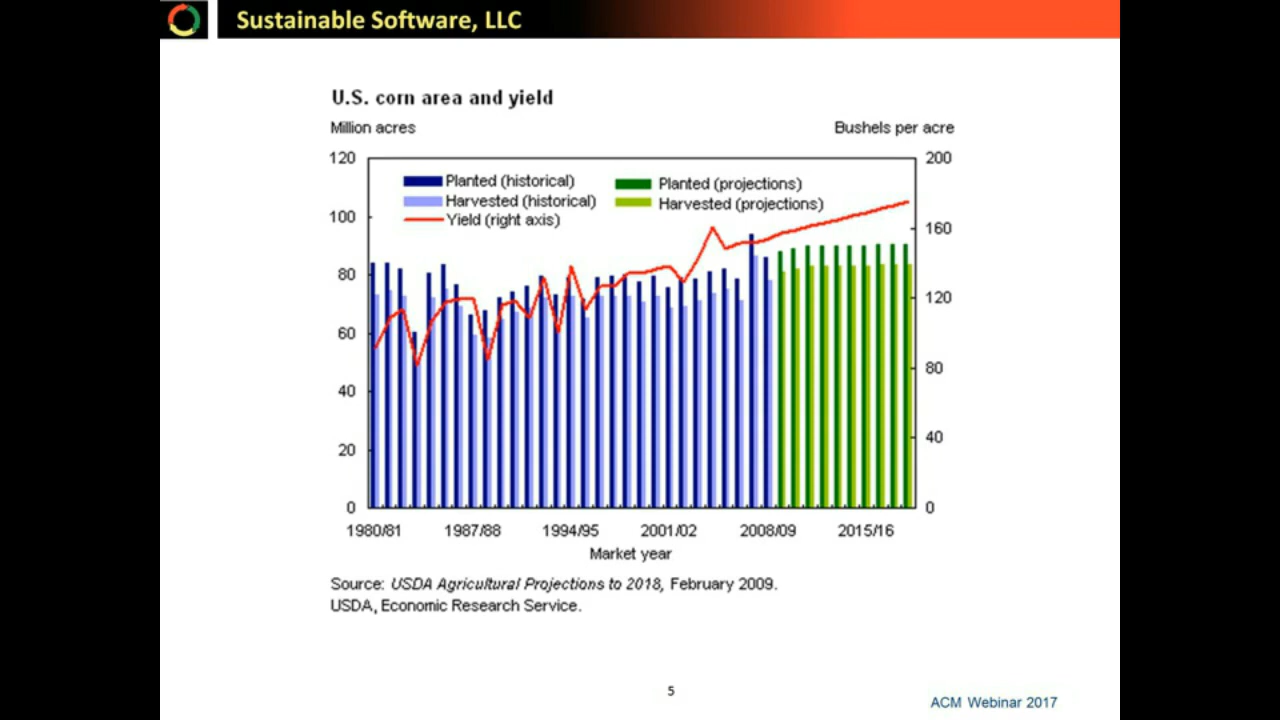 Sustainable Software, LLC
U.S. corn area and yield
Million acres
Bushels per acre
120
200
Planted (historical)
Planted (projections)
Harvested (historical)
Harvested (projections)
Yield (right axis)
100
160
80
120
60
80
40
40
20
0
0
1980/81 1987/88 1994/95 2001/02 2008/09 2015/16
Market year
Source: USDA Agricultural Projections to 2018, February 2009.
USDA, Economic Research Service.
5
ACM Webinar 2017